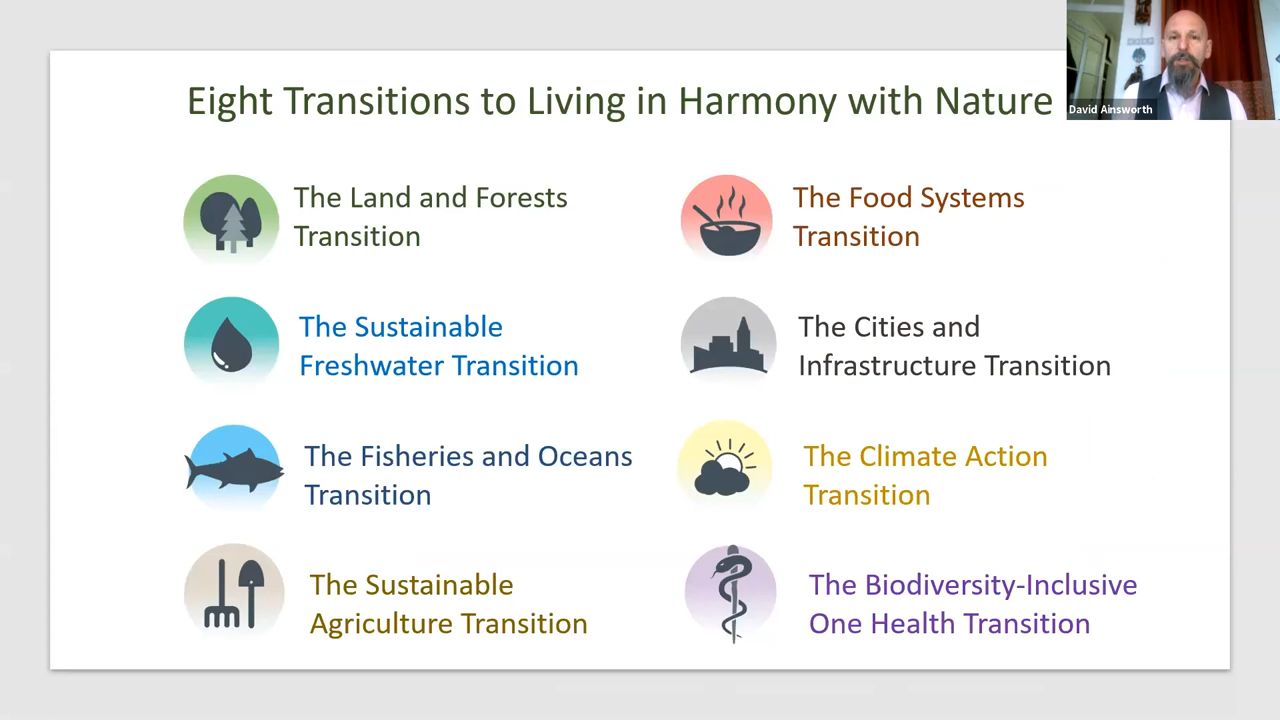 Eight Transitions to Living in Harmony with Nature
David Ainsworth
The Land and Forests
Transition
The Sustainable
Freshwater Transition
The Fisheries and Oceans
Transition
The Sustainable
Agriculture Transition
The Food Systems
Transition
The Cities and
Infrastructure Transition
The Climate Action
Transition
The Biodiversity-Inclusive
One Health Transition